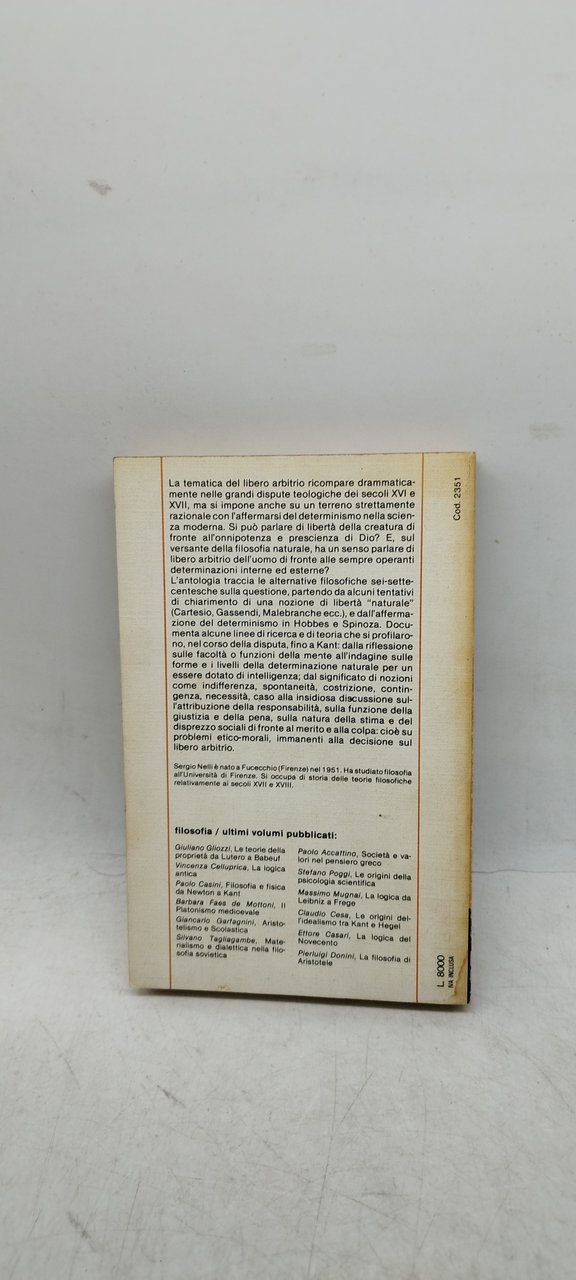 La tematica del libero arbitrio ricompare drammatica-
mente nelle grandi dispute teologiche dei secoli XVI e
XVII, ma si impone anche su un terreno strettamente
razionale con l'affermarsi del determinismo nella scien-
za moderna. Si può parlare di libertà della creatura di
fronte all'onnipotenza e prescienza di Dio? E, sul
versante della filosofia naturale, ha un senso parlare di
libero arbitrio dell'uomo di fronte alle sempre operanti
determinazioni interne ed esterne?
L'antologia traccia le alternative filosofiche sei-sette-
centesche sulla questione, partendo da alcuni tentativi
di chiarimento di una nozione di libertà "naturale"
(Cartesio, Gassendi, Malebranche ecc.), e dall'afferma-
zione del determinismo in Hobbes e Spinoza. Docu-
menta alcune linee di ricerca e di teoria che si profilaro-
no, nel corso della disputa, fino a Kant: dalla riflessione
sulle facoltà o funzioni della mente all'indagine sulle
forme e i livelli della determinazione naturale per un
essere dotato di intelligenza; dal significato di nozioni
come indifferenza, spontaneità, costrizione, contin-
genza, necessità, caso alla insidiosa discussione sul-
l'attribuzione della responsabilità, sulla funzione della
giustizia e della pena, sulla natura della stima e del
disprezzo sociali di fronte al merito e alla colpa: cioè su
problemi etico-morali, immanenti alla decisione sul
libero arbitrio.
Sergio Nelli è nato a Fucecchio (Firenze) nel 1951. Ha studiato filosofia
all'Università di Firenze. Si occupa di storia delle teorie filosofiche
relativamente ai secoli XVII e XVIII.
filosofia / ultimi volumi pubblicati:
Giuliano Gliozzi, Le teorie della
proprietà da Lutero a Babeuf
Vincenza Celluprica, La logica
antica
Paolo Casini, Filosofia e fisica
da Newton a Kant
Barbara Faes de Mottoni, Il
Platonismo medioevale
Giancarlo Garfagnini, Aristo-
telismo e Scolastica
Silvano Tagliagambe, Mate-
rialismo e dialettica nella filo-
sofia sovietica
Paolo Accattino, Società e va-
lori nel pensiero greco
Stefano Poggi, Le origini della
psicologia scientifica
Massimo Mugnai, La logica da
Leibniz a Frege
Claudio Cesa, Le origini del-
l'idealismo tra Kant e Hegel
Ettore Casari, La logica del
Novecento
Pierluigi Donini, La filosofia di
Aristotele
Cod. 2351
L. 8000
IVA INCLUSA